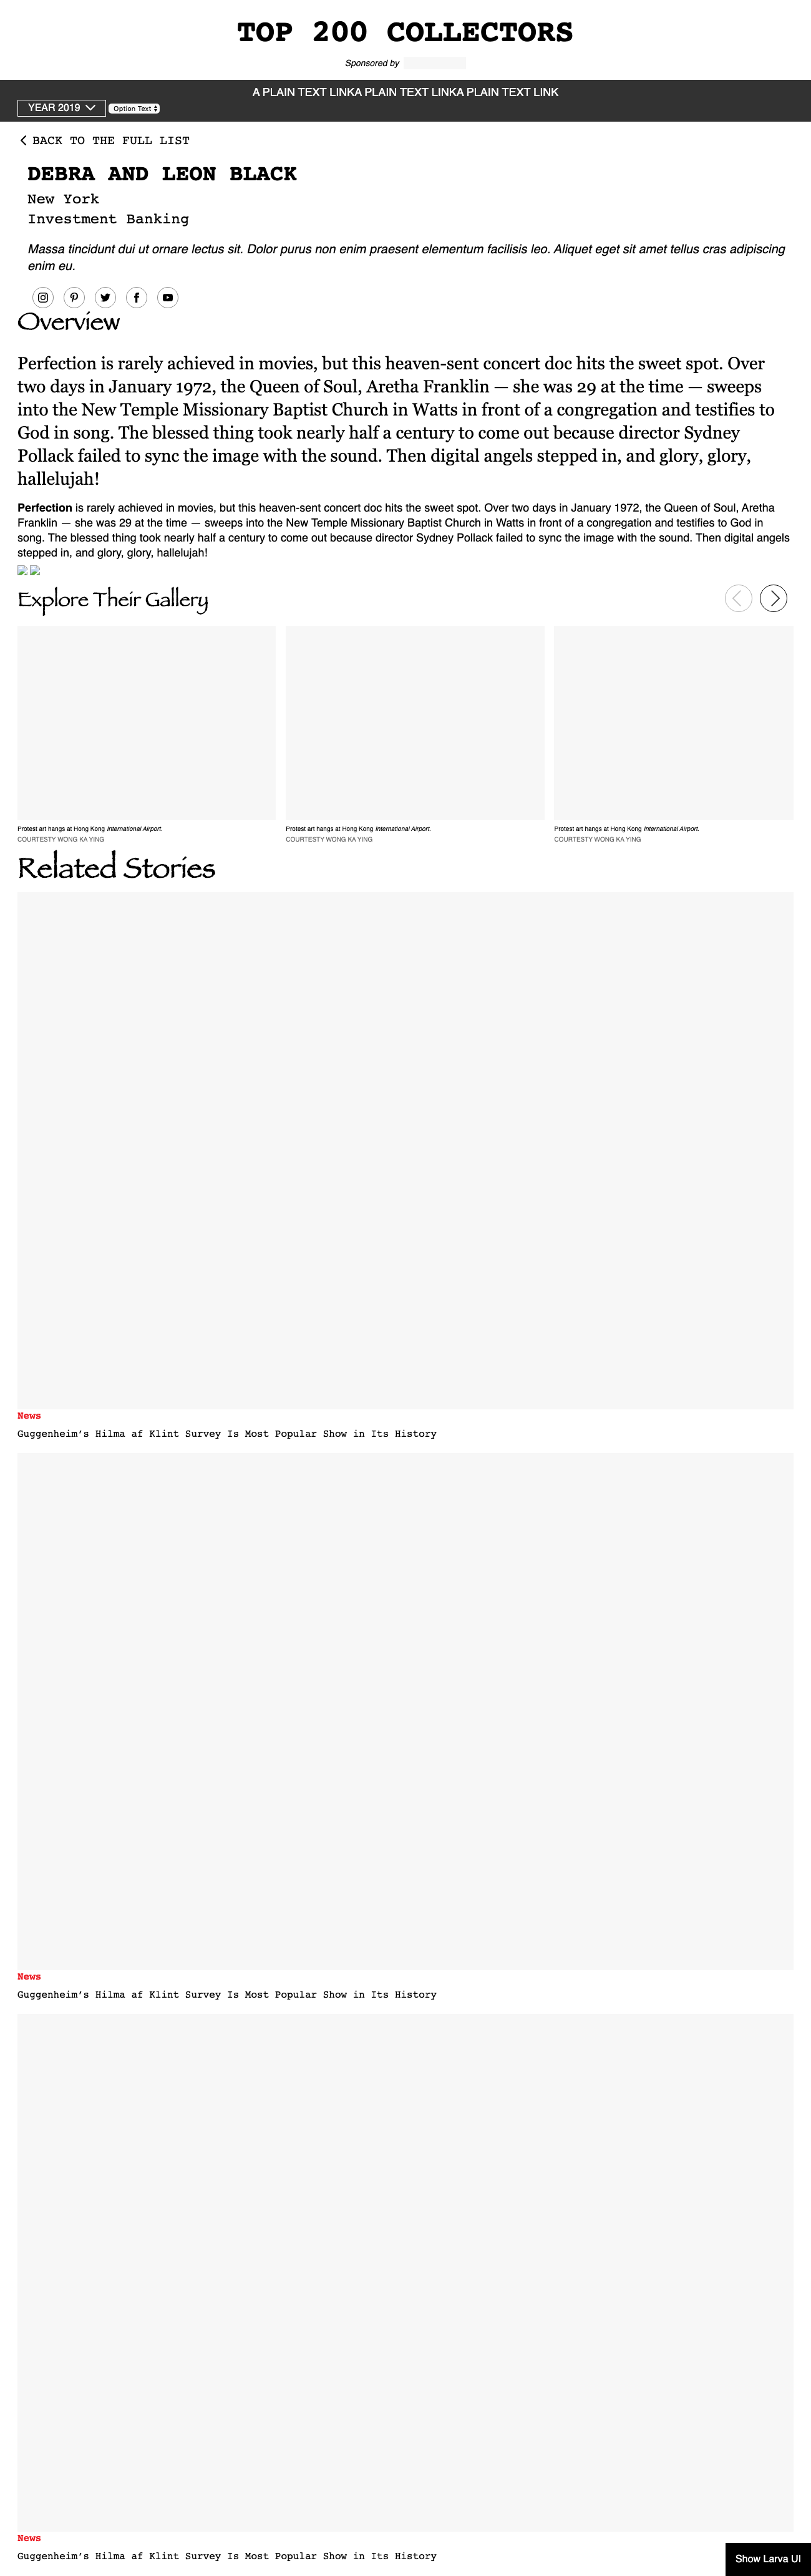 TOP 200 COLLECTORS
Sponsored by
A PLAIN TEXT LINKA PLAIN TEXT LINKA PLAIN TEXT LINK
YEAR 2019
Option Text
BACK TO THE FULL LIST
DEBRA AND LEON BLACK
New York
Investment Banking
Massa tincidunt dui ut ornare lectus sit. Dolor purus non enim praesent elementum facilisis leo. Aliquet eget sit amet tellus cras adipiscing
enim eu.
Overview
Perfection is rarely achieved in movies, but this heaven-sent concert doc hits the sweet spot. Over
two days in January 1972, the Queen of Soul, Aretha Franklin — she was 29 at the time — sweeps
into the New Temple Missionary Baptist Church in Watts in front of a congregation and testifies to
God in song. The blessed thing took nearly half a century to come out because director Sydney
Pollack failed to sync the image with the sound. Then digital angels stepped in, and glory, glory,
hallelujah!
Perfection is rarely achieved in movies, but this heaven-sent concert doc hits the sweet spot. Over two days in January 1972, the Queen of Soul, Aretha
Franklin — she was 29 at the time — sweeps into the New Temple Missionary Baptist Church in Watts in front of a congregation and testifies to God in
song. The blessed thing took nearly half a century to come out because director Sydney Pollack failed to sync the image with the sound. Then digital angels
stepped in, and glory, glory, hallelujah!
Explore Their Gallery
Protest art hangs at Hong Kong International Airport.
COURTESTY WONG KA YING
Protest art hangs at Hong Kong International Airport.
COURTESTY WONG KA YING
Protest art hangs at Hong Kong International Airport.
COURTESTY WONG KA YING
Related Stories
News
Guggenheim’s Hilma af Klint Survey Is Most Popular Show in Its History
News
Guggenheim’s Hilma af Klint Survey Is Most Popular Show in Its History
News
Guggenheim’s Hilma af Klint Survey Is Most Popular Show in Its History
Show Larva UI